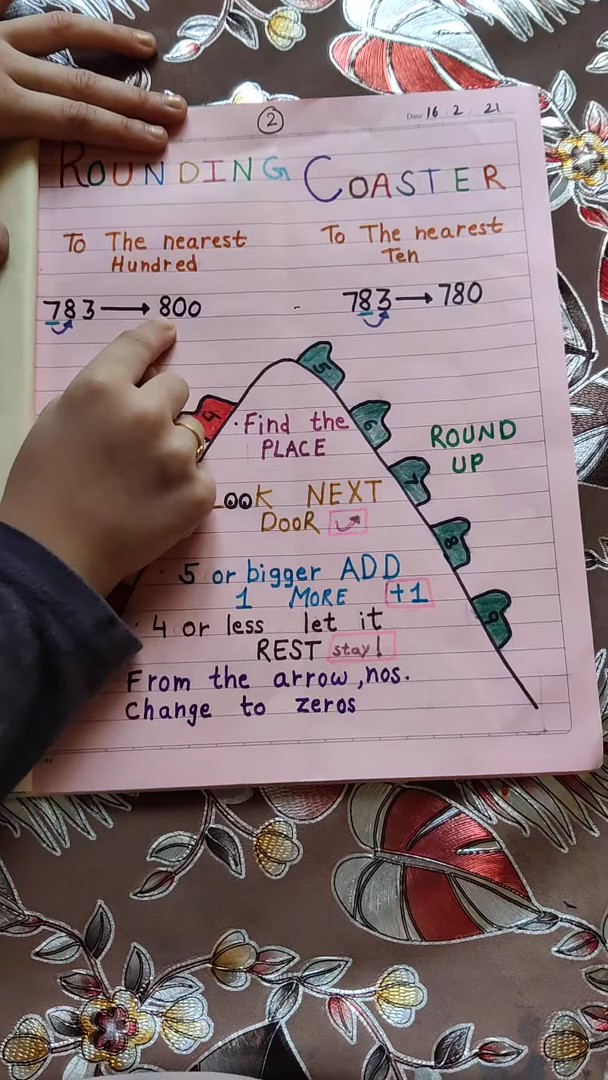 2
Date 16 2 21
ROUNDING COASTER
To The nearest Hundred
783 → 800
To The nearest Ten
783 → 780
4
5
6
7
8
9
ROUND UP
· Find the
PLACE
LOOK NEXT
DOOR
· 5 or bigger ADD
1 MORE +1
· 4 or less let it
REST stay!
From the arrow, nos.
Change to zeros